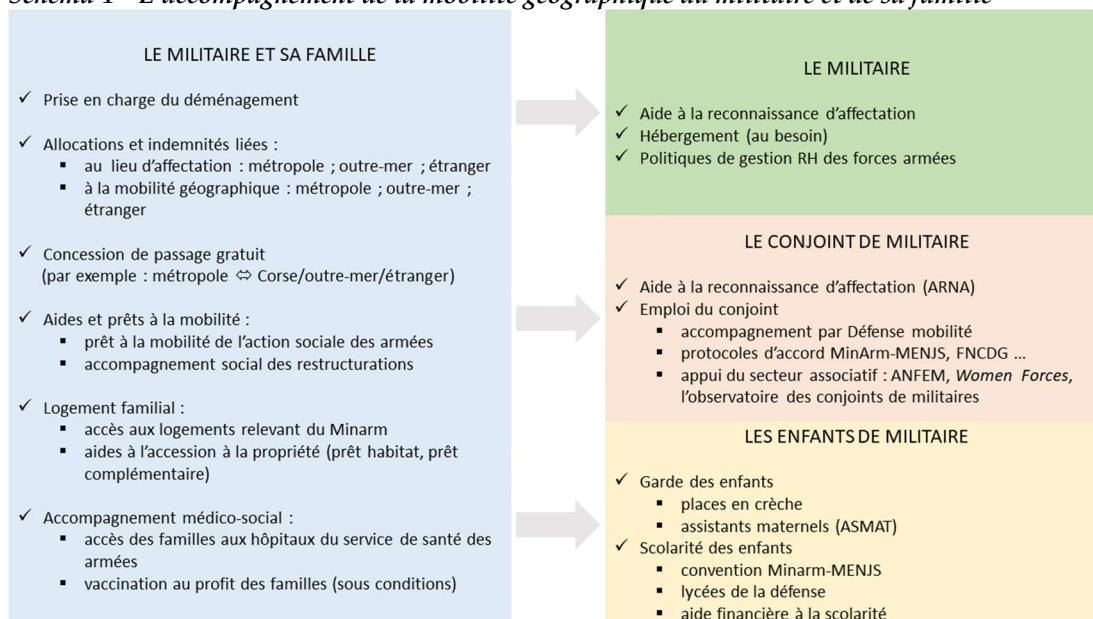 Schéma 1 - L'accompagnement de la mobilité géographique du militaire et de sa famille
LE MILITAIRE ET SA FAMILLE
✓ Prise en charge du déménagement
✓ Allocations et indemnités liées :
▪ au lieu d'affectation : métropole ; outre-mer ; étranger
▪ à la mobilité géographique : métropole ; outre-mer ;
étranger
✓ Concession de passage gratuit
(par exemple : métropole ⇔ Corse/outre-mer/étranger)
✓ Aides et prêts à la mobilité :
▪ prêt à la mobilité de l'action sociale des armées
▪ accompagnement social des restructurations
✓ Logement familial :
▪ accès aux logements relevant du Minarm
▪ aides à l'accession à la propriété (prêt habitat, prêt
complémentaire)
✓ Accompagnement médico-social :
▪ accès des familles aux hôpitaux du service de santé des
armées
▪ vaccination au profit des familles (sous conditions)
LE MILITAIRE
✓ Aide à la reconnaissance d'affectation
✓ Hébergement (au besoin)
✓ Politiques de gestion RH des forces armées
LE CONJOINT DE MILITAIRE
✓ Aide à la reconnaissance d'affectation (ARNA)
✓ Emploi du conjoint
▪ accompagnement par Défense mobilité
▪ protocoles d'accord MinArm-MENJS, FNCDG ...
▪ appui du secteur associatif : ANFEM, Women Forces,
l'observatoire des conjoints de militaires
LES ENFANTS DE MILITAIRE
✓ Garde des enfants
▪ places en crèche
▪ assistants maternels (ASMAT)
✓ Scolarité des enfants
▪ convention Minarm-MENJS
▪ lycées de la défense
▪ aide financière à la scolarité